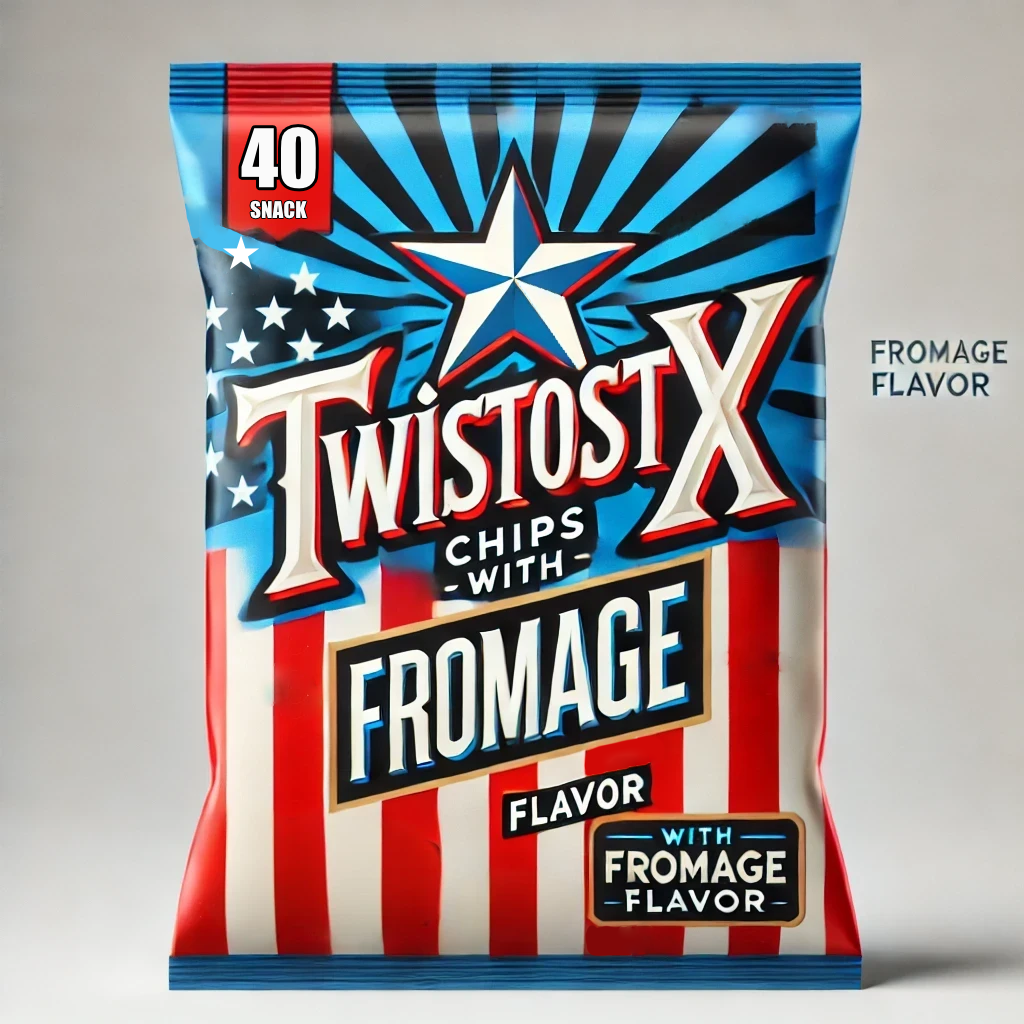 40
SNACK
TWiSTOSTX
CHIPS
-WITH-
FROMAGE
FLAVOR
WITH
FROMAGE
-FLAVOR-
FROMAGE
FLAVOR